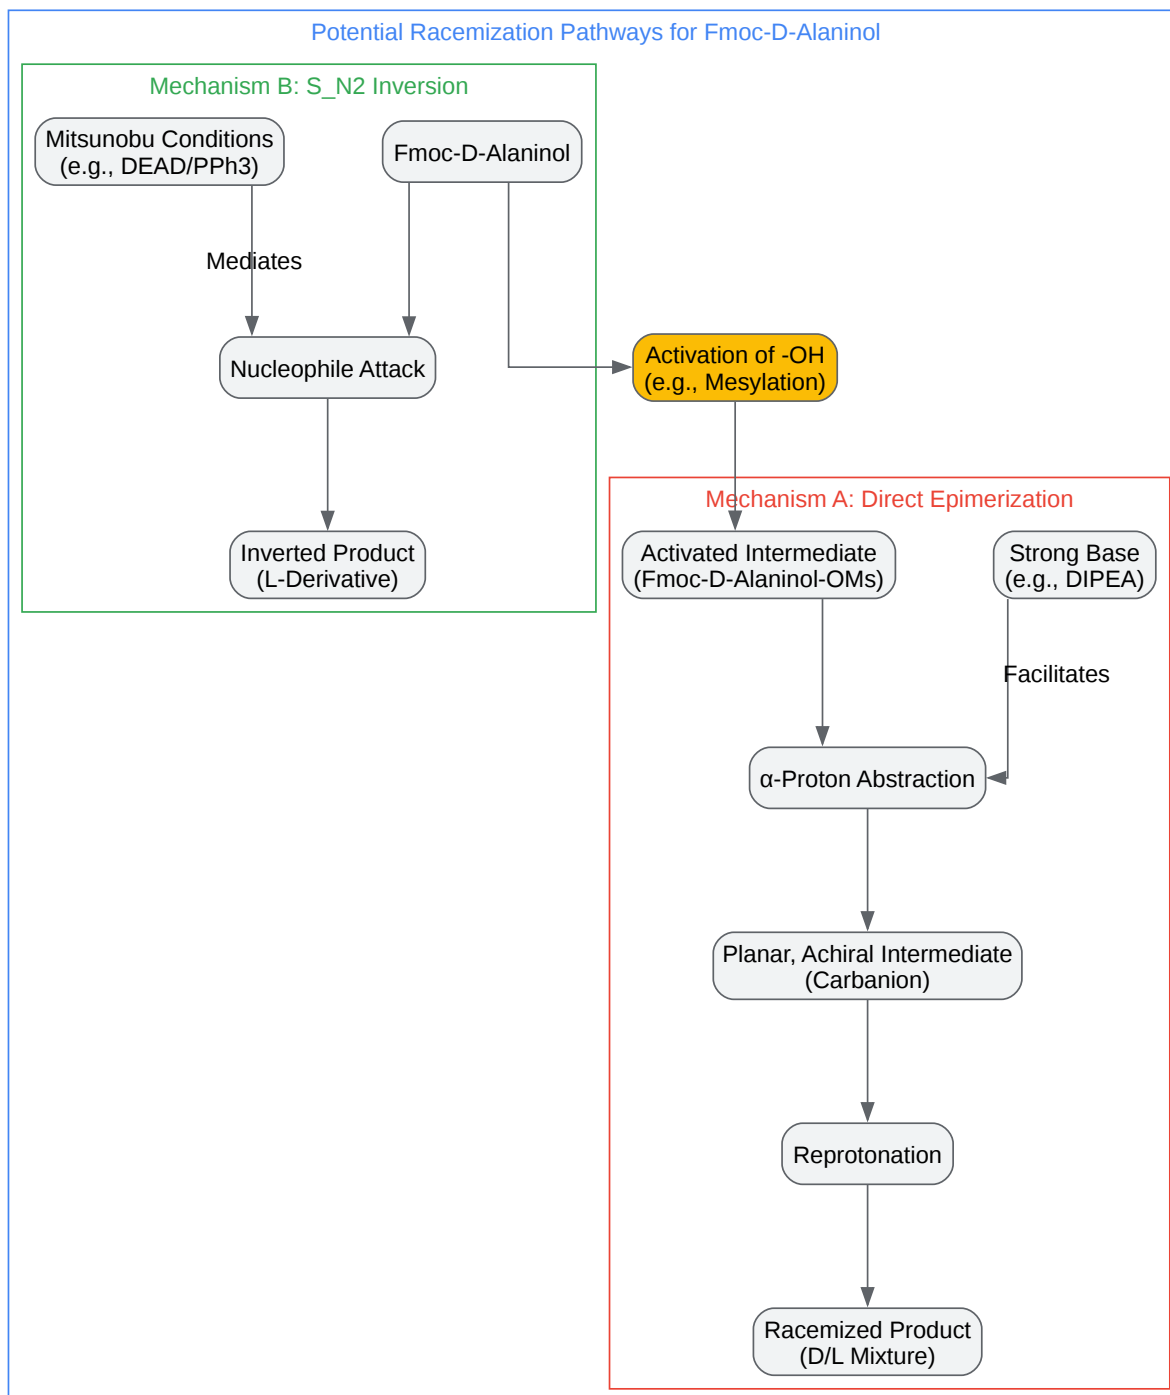 Potential Racemization Pathways for Fmoc-D-Alaninol
Mechanism B: S_N2 Inversion
Mitsunobu Conditions
(e.g., DEAD/PPh3)
Fmoc-D-Alaninol
Mediates
Nucleophile Attack
Activation of -OH
(e.g., Mesylation)
Inverted Product
(L-Derivative)
Mechanism A: Direct Epimerization
Activated Intermediate
(Fmoc-D-Alaninol-OMs)
Strong Base
(e.g., DIPEA)
Facilitates
α-Proton Abstraction
Planar, Achiral Intermediate
(Carbanion)
Reprotonation
Racemized Product
(D/L Mixture)